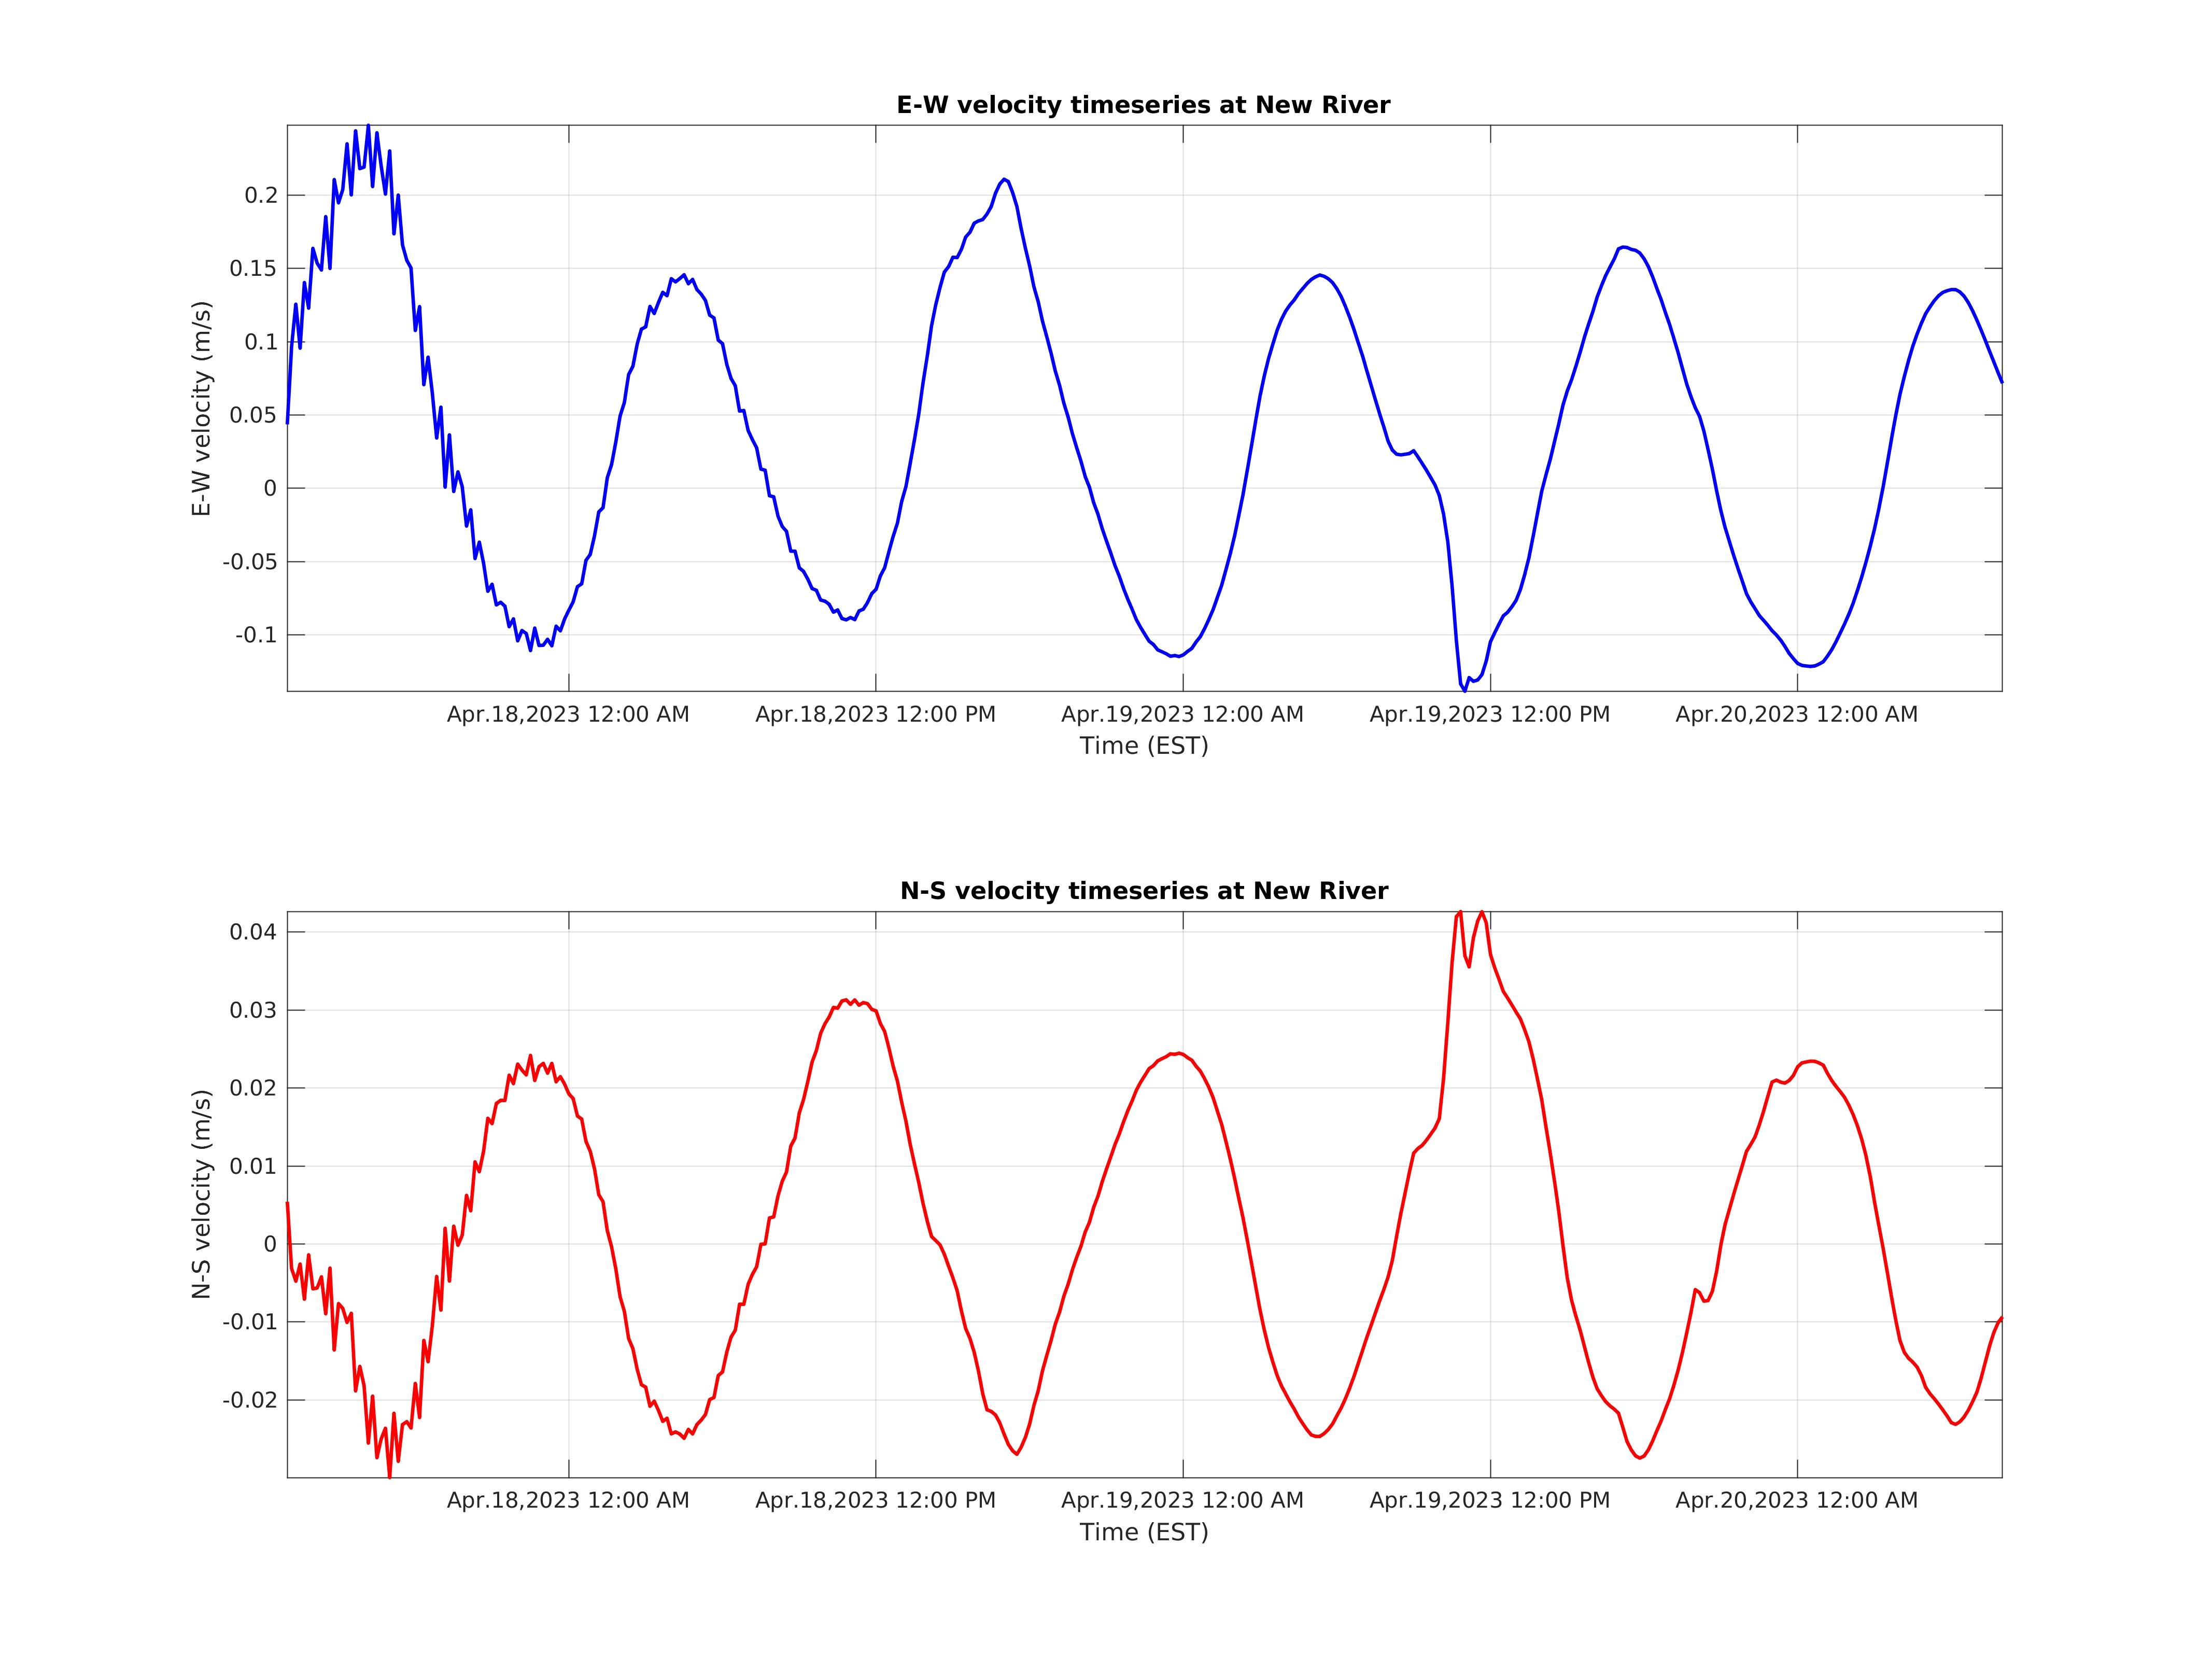 E-W velocity timeseries at New River
E-W velocity (m/s)
0.2
0.15
0.1
0.05
0
-0.05
-0.1
Apr.18,2023 12:00 AM
Apr.18,2023 12:00 PM
Apr.19,2023 12:00 AM
Apr.19,2023 12:00 PM
Apr.20,2023 12:00 AM
Time (EST)
N-S velocity timeseries at New River
N-S velocity (m/s)
0.04
0.03
0.02
0.01
0
-0.01
-0.02
Apr.18,2023 12:00 AM
Apr.18,2023 12:00 PM
Apr.19,2023 12:00 AM
Apr.19,2023 12:00 PM
Apr.20,2023 12:00 AM
Time (EST)